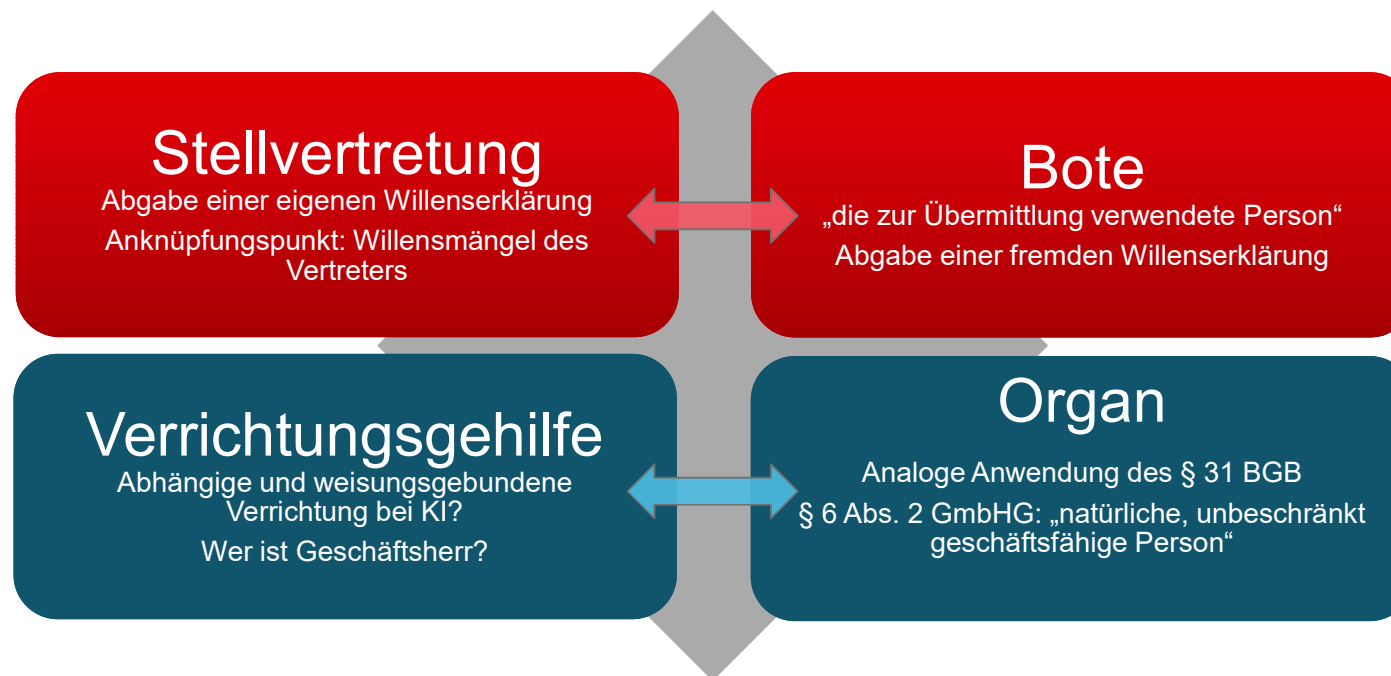 Stellvertretung
Abgabe einer eigenen Willenserklärung
Anknüpfungspunkt: Willensmängel des
Vertreters
Bote
„die zur Übermittlung verwendete Person“
Abgabe einer fremden Willenserklärung
Verrichtungsgehilfe
Abhängige und weisungsgebundene
Verrichtung bei KI?
Wer ist Geschäftsherr?
Organ
Analoge Anwendung des § 31 BGB
§ 6 Abs. 2 GmbHG: „natürliche, unbeschränkt
geschäftsfähige Person“